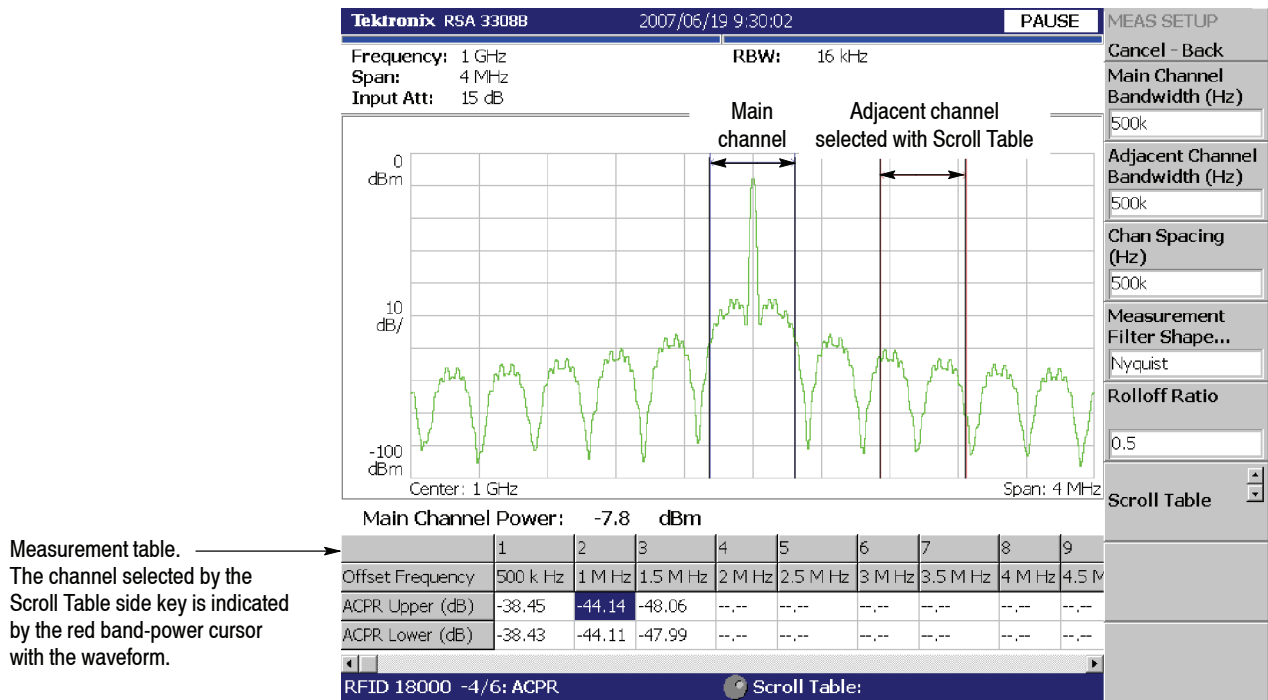 Tektronix RSA 3308B 2007/06/19 9:30:02 PAUSE
Frequency: 1 GHz RBW: 16 kHz
Span: 4 MHz
Input Att: 15 dB
Main channel
Adjacent channel
selected with Scroll Table
0
dBm
10
dB/
-100
dBm
Center: 1 GHz Span: 4 MHz
Main Channel Power: -7.8 dBm
1 2 3 4 5 6 7 8 9
Offset Frequency 500 k Hz 1 M Hz 1.5 M Hz 2 M Hz 2.5 M Hz 3 M Hz 3.5 M Hz 4 M Hz 4.5 M
ACPR Upper (dB) -38.45 -44.14 -48.06 --.-- --.-- --.-- --.-- --.-- --.--
ACPR Lower (dB) -38.43 -44.11 -47.99 --.-- --.-- --.-- --.-- --.-- --.--
RFID 18000 -4/6: ACPR Scroll Table:
MEAS SETUP
Cancel - Back
Main Channel
Bandwidth (Hz)
500k
Adjacent Channel
Bandwidth (Hz)
500k
Chan Spacing
(Hz)
500k
Measurement
Filter Shape...
Nyquist
Rolloff Ratio
0.5
Scroll Table
Measurement table.
The channel selected by the
Scroll Table side key is indicated
by the red band-power cursor
with the waveform.